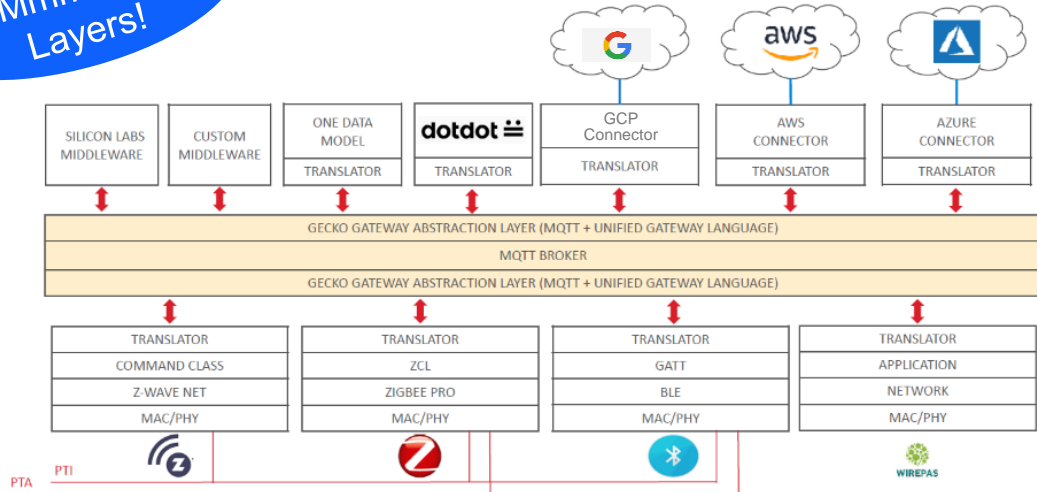 Layers!
aws
SILICON LABS
MIDDLEWARE
CUSTOM
MIDDLEWARE
ONE DATA
MODEL
TRANSLATOR
dotdot
TRANSLATOR
GCP
Connector
TRANSLATOR
AWS
CONNECTOR
TRANSLATOR
AZURE
CONNECTOR
TRANSLATOR
GECKO GATEWAY ABSTRACTION LAYER (MQTT + UNIFIED GATEWAY LANGUAGE)
MQTT BROKER
GECKO GATEWAY ABSTRACTION LAYER (MQTT + UNIFIED GATEWAY LANGUAGE)
TRANSLATOR
COMMAND CLASS
Z-WAVE NET
MAC/PHY
TRANSLATOR
ZCL
ZIGBEE PRO
MAC/PHY
TRANSLATOR
GATT
BLE
MAC/PHY
TRANSLATOR
APPLICATION
NETWORK
MAC/PHY
WIREPAS
PTI
PTA